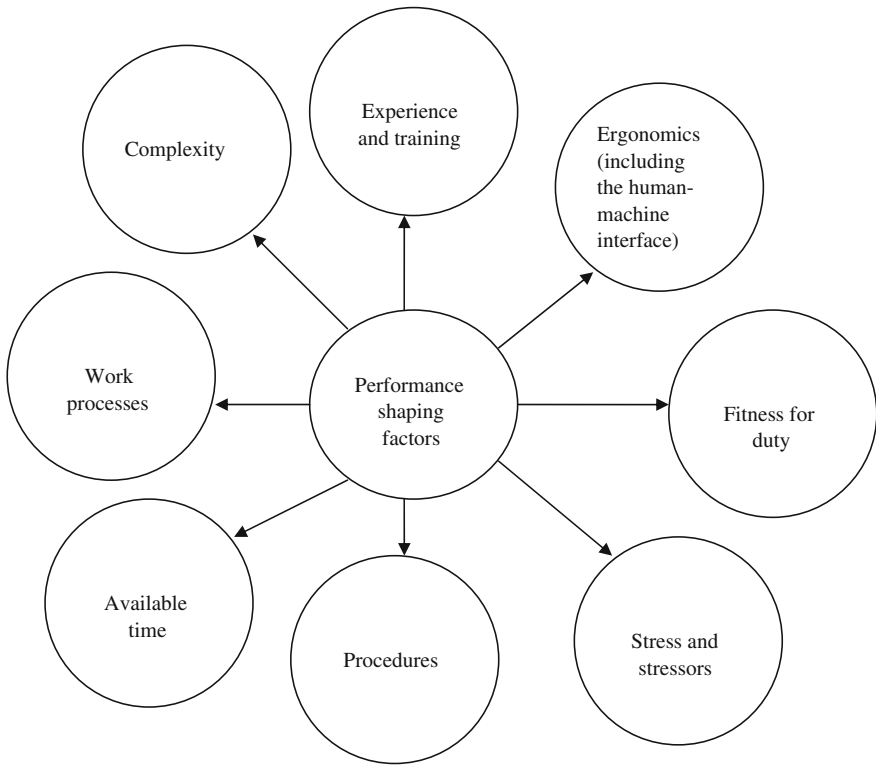 Experience
and training
Complexity
Ergonomics
(including
the human-
machine
interface)
Work
processes
Performance
shaping
factors
Fitness for
duty
Available
time
Procedures
Stress and
stressors